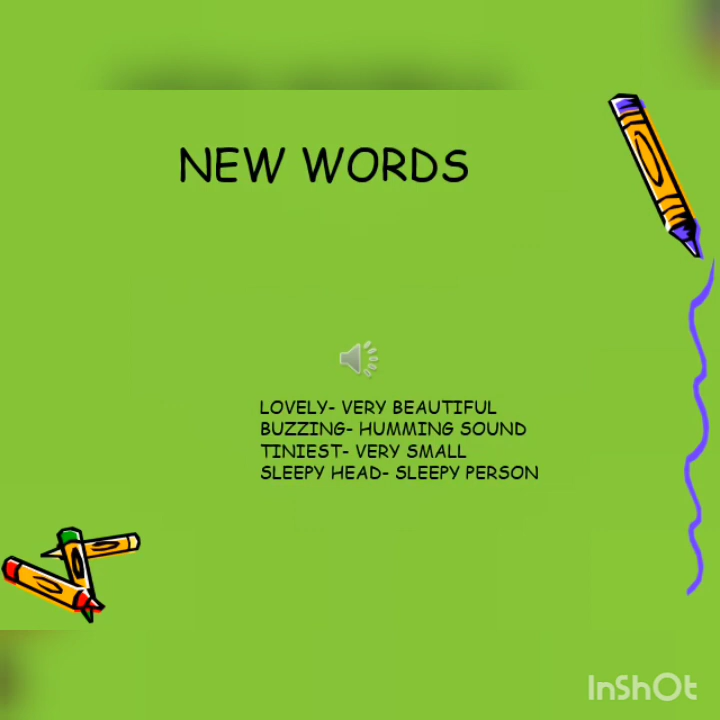 NEW WORDS
LOVELY- VERY BEAUTIFUL
BUZZING- HUMMING SOUND
TINIEST- VERY SMALL
SLEEPY HEAD- SLEEPY PERSON
InShOt